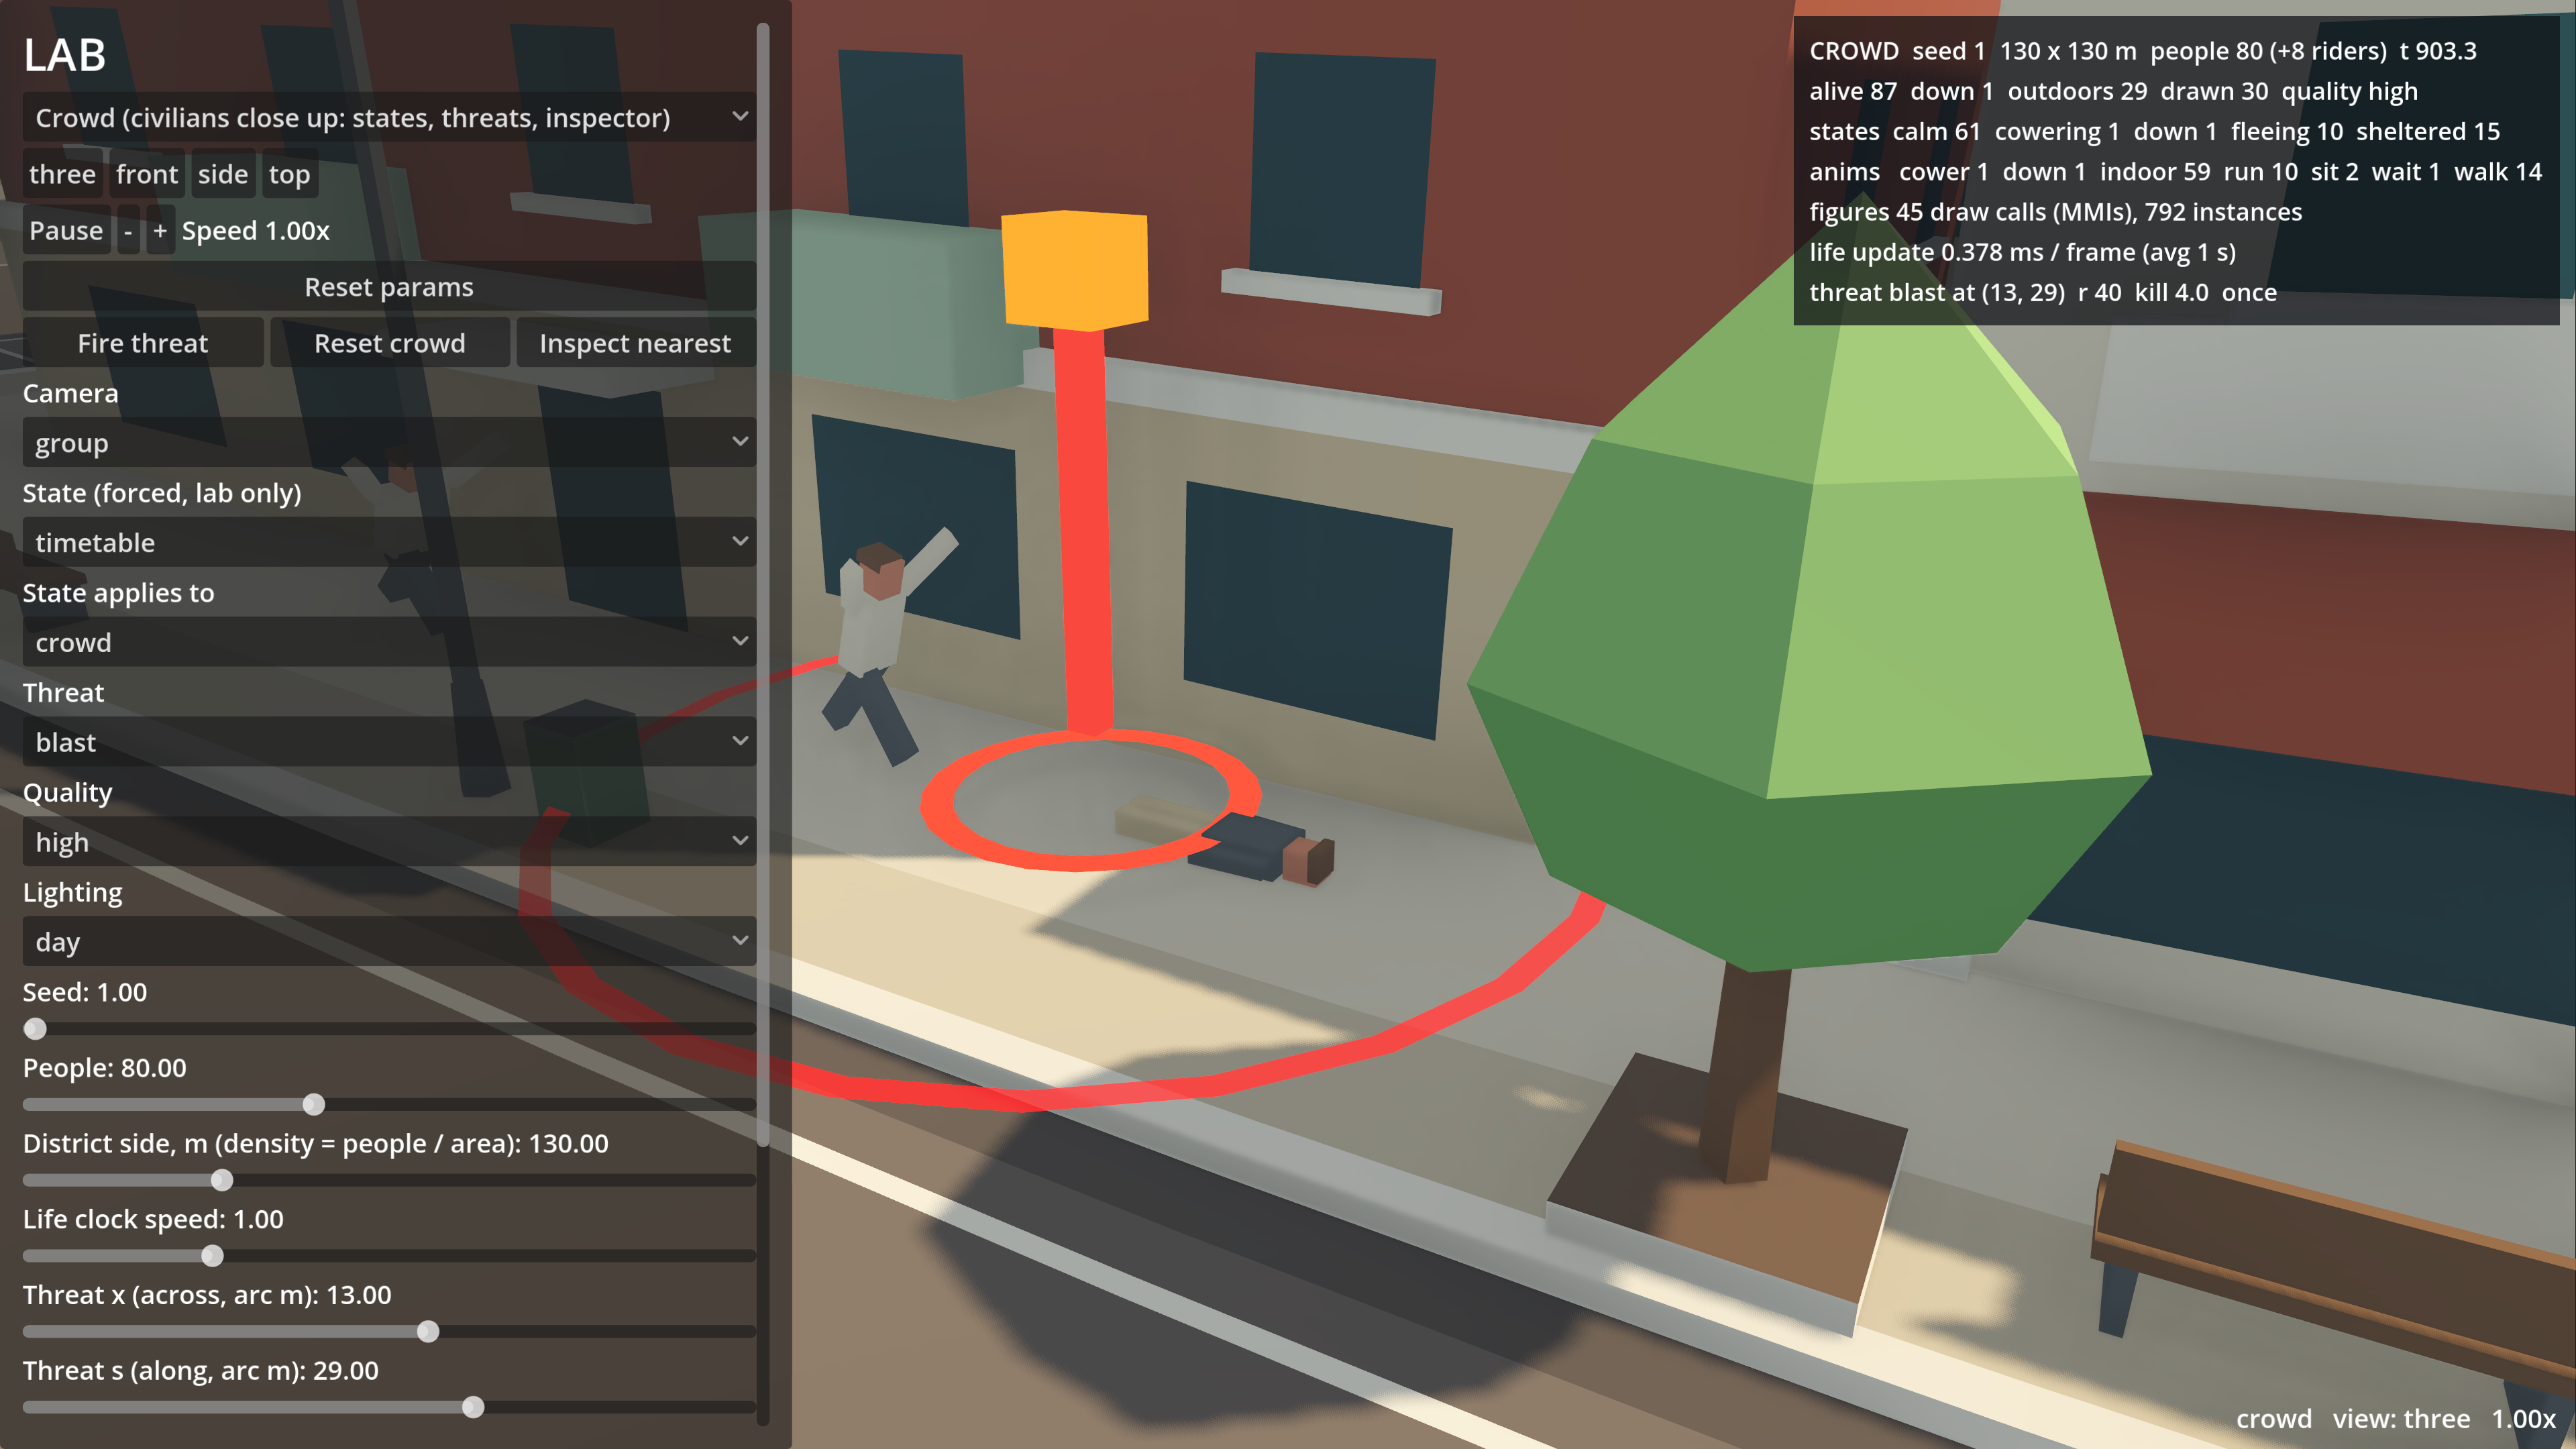 LAB
Crowd (civilians close up: states, threats, inspector)
three front side top
Pause - + Speed 1.00x
Reset params
Fire threat Reset crowd Inspect nearest
Camera
group
State (forced, lab only)
timetable
State applies to
crowd
Threat
blast
Quality
high
Lighting
day
Seed: 1.00
People: 80.00
District side, m (density = people / area): 130.00
Life clock speed: 1.00
Threat x (across, arc m): 13.00
Threat s (along, arc m): 29.00
CROWD seed 1 130 x 130 m people 80 (+8 riders) t 903.3
alive 87 down 1 outdoors 29 drawn 30 quality high
states calm 61 cowering 1 down 1 fleeing 10 sheltered 15
anims cower 1 down 1 indoor 59 run 10 sit 2 wait 1 walk 14
figures 45 draw calls (MMIs), 792 instances
life update 0.378 ms / frame (avg 1 s)
threat blast at (13, 29) r 40 kill 4.0 once
crowd view: three 1.00x